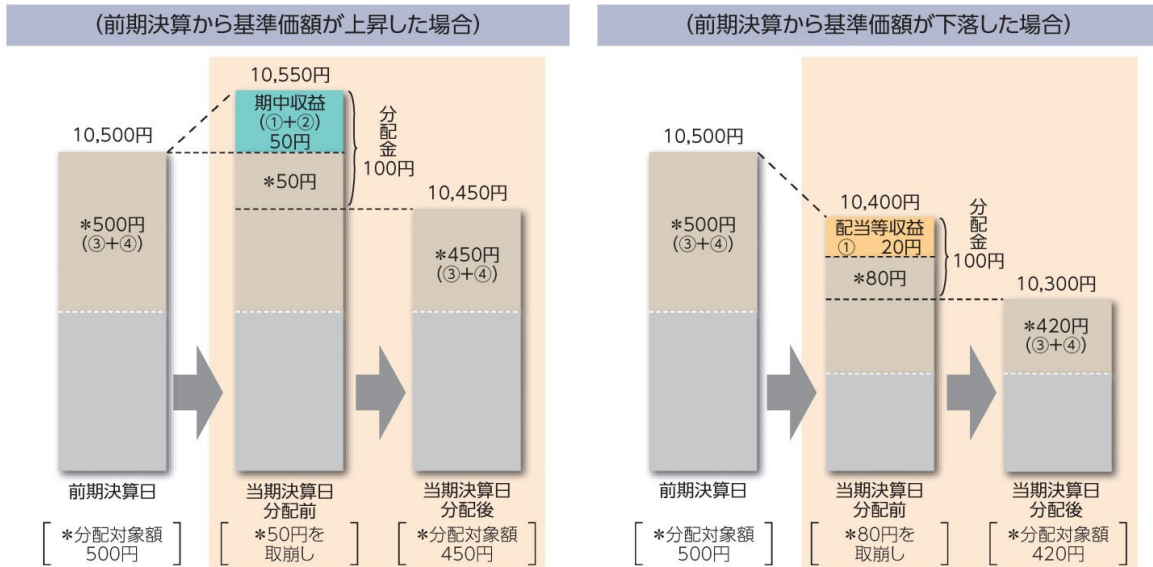 (前期決算から基準価額が上昇した場合)
10,500円
*500円
(③+④)
前期決算日
*分配対象額
500円
10,550円
期中収益
(①+②)
50円
*50円
分配金
100円
当期決算日
分配前
*50円を
取崩し
10,450円
*450円
(③+④)
当期決算日
分配後
*分配対象額
450円
(前期決算から基準価額が下落した場合)
10,500円
*500円
(③+④)
前期決算日
*分配対象額
500円
10,400円
配当等収益
① 20円
*80円
分配金
100円
当期決算日
分配前
*80円を
取崩し
10,300円
*420円
(③+④)
当期決算日
分配後
*分配対象額
420円